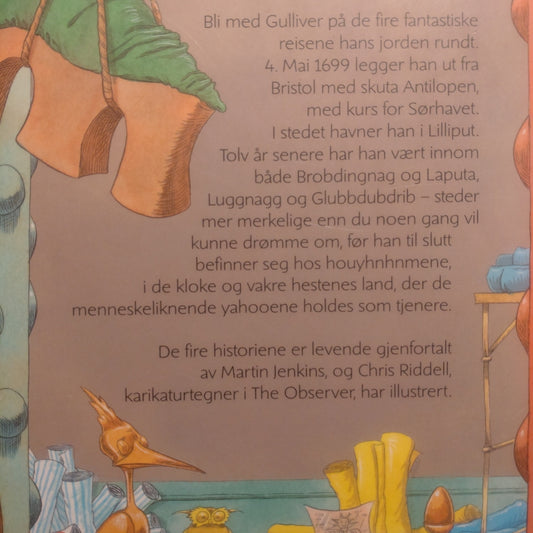 Bli med Gulliver på de fire fantastiske
reisene hans jorden rundt.
4. Mai 1699 legger han ut fra
Bristol med skuta Antilopen,
med kurs for Sørhavet.
I stedet havner han i Lilliput.
Tolv år senere har han vært innom
både Brobdingnag og Laputa,
Luggnagg og Glubbdubdrib – steder
mer merkelige enn du noen gang vil
kunne drømme om, før han til slutt
befinner seg hos houyhnhnmene,
i de kloke og vakre hestenes land, der de
menneskeliknende yahooene holdes som tjenere.
De fire historiene er levende gjenfortalt
av Martin Jenkins, og Chris Riddell,
karikaturtegner i The Observer, har illustrert.